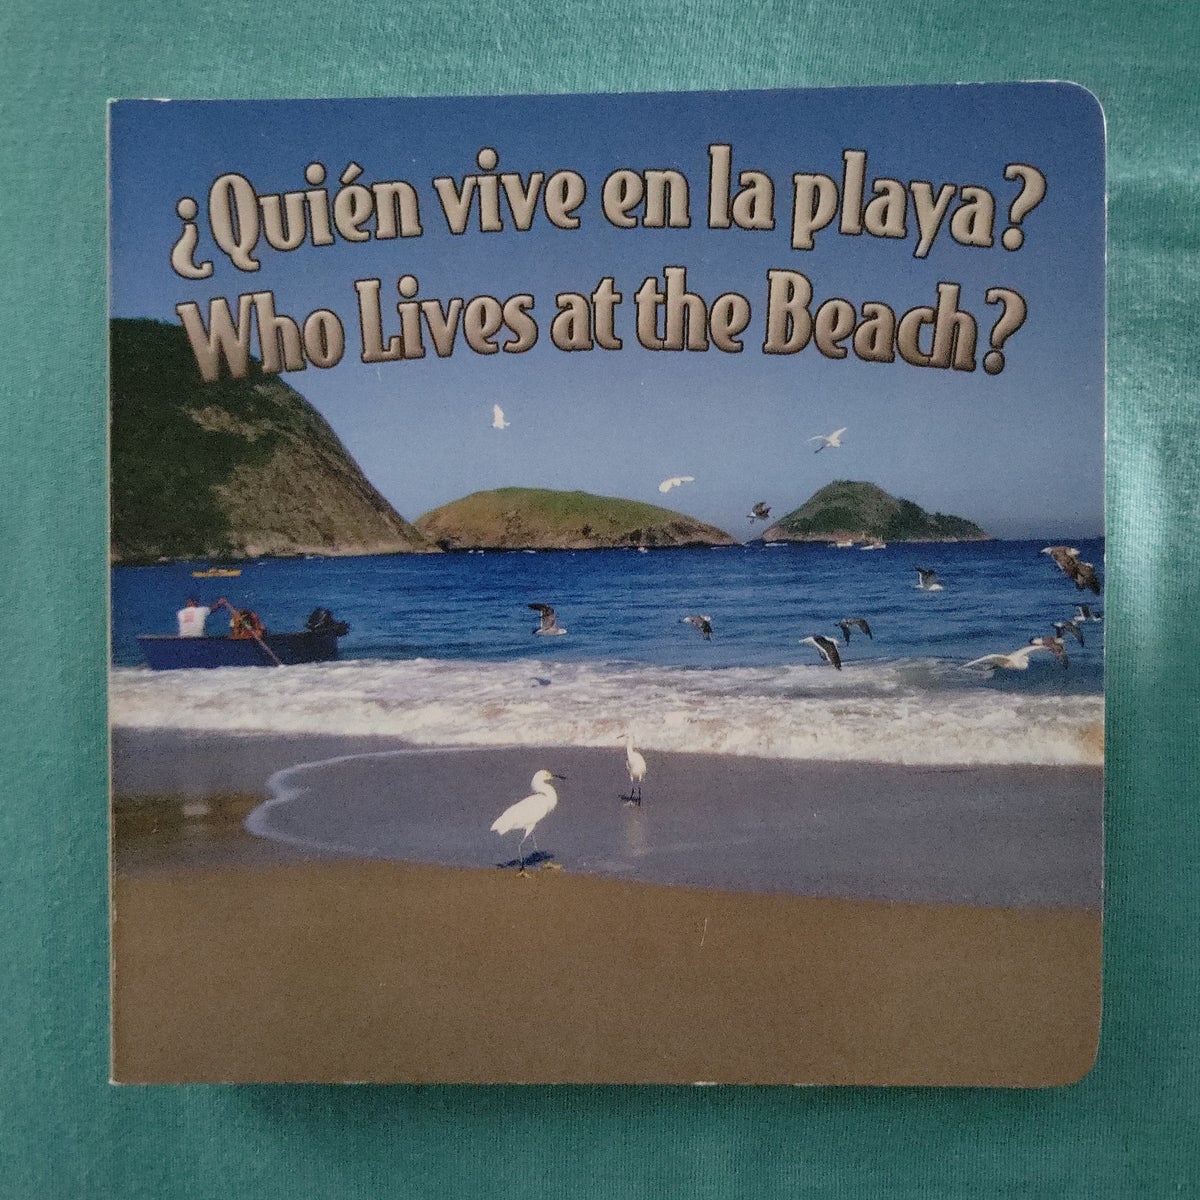 ¿Quién vive en la playa?
Who Lives at the Beach?